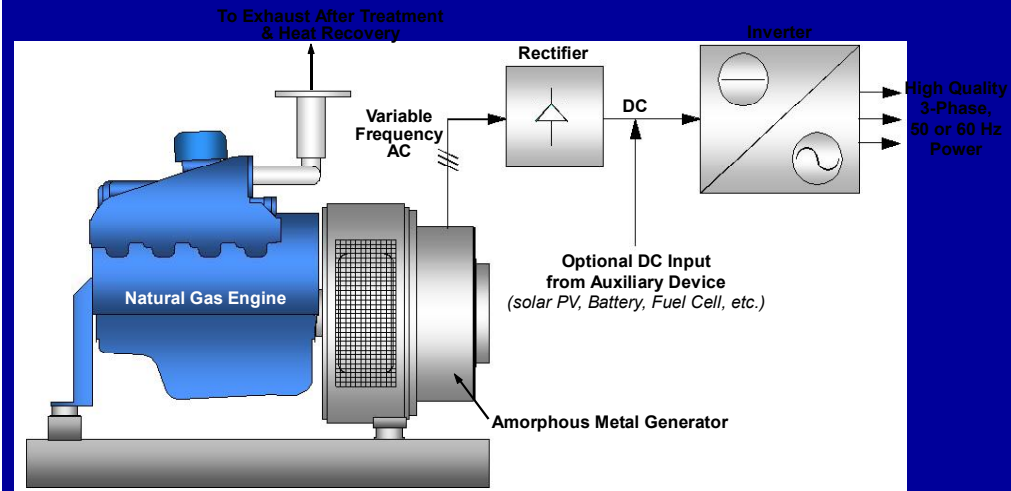 To Exhaust After Treatment
& Heat Recovery
Inverter
Rectifier
High Quality
3-Phase,
50 or 60 Hz
Power
DC
Variable
Frequency
AC
Optional DC Input
from Auxiliary Device
(solar PV, Battery, Fuel Cell, etc.)
Natural Gas Engine
Amorphous Metal Generator